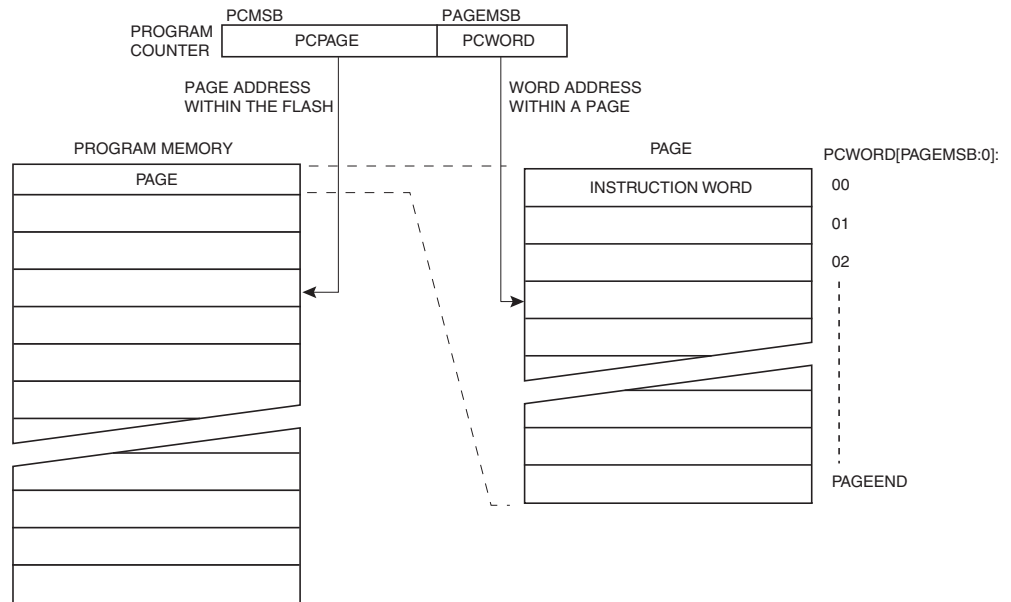 PCMSB
PAGEMSB
PROGRAM
COUNTER
PCPAGE
PCWORD
PAGE ADDRESS
WITHIN THE FLASH
WORD ADDRESS
WITHIN A PAGE
PROGRAM MEMORY
PAGE
PAGE
PCWORD[PAGEMSB:0]:
INSTRUCTION WORD
00
01
02
PAGEEND